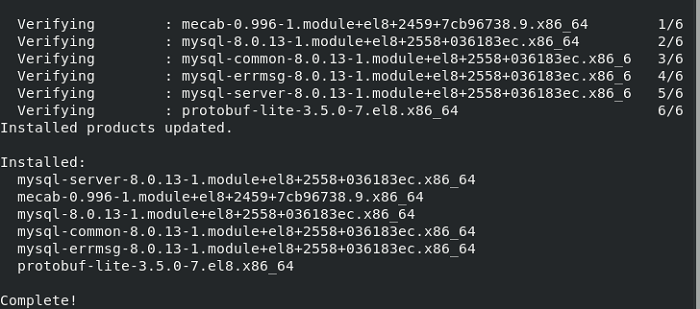 Verifying : mecab-0.996-1.module+el8+2459+7cb96738.9.x86_64 1/6
Verifying : mysql-8.0.13-1.module+el8+2558+036183ec.x86_64 2/6
Verifying : mysql-common-8.0.13-1.module+el8+2558+036183ec.x86_6 3/6
Verifying : mysql-errmsg-8.0.13-1.module+el8+2558+036183ec.x86_6 4/6
Verifying : mysql-server-8.0.13-1.module+el8+2558+036183ec.x86_6 5/6
Verifying : protobuf-lite-3.5.0-7.el8.x86_64 6/6
Installed products updated.
Installed:
mysql-server-8.0.13-1.module+el8+2558+036183ec.x86_64
mecab-0.996-1.module+el8+2459+7cb96738.9.x86_64
mysql-8.0.13-1.module+el8+2558+036183ec.x86_64
mysql-common-8.0.13-1.module+el8+2558+036183ec.x86_64
mysql-errmsg-8.0.13-1.module+el8+2558+036183ec.x86_64
protobuf-lite-3.5.0-7.el8.x86_64
Complete!